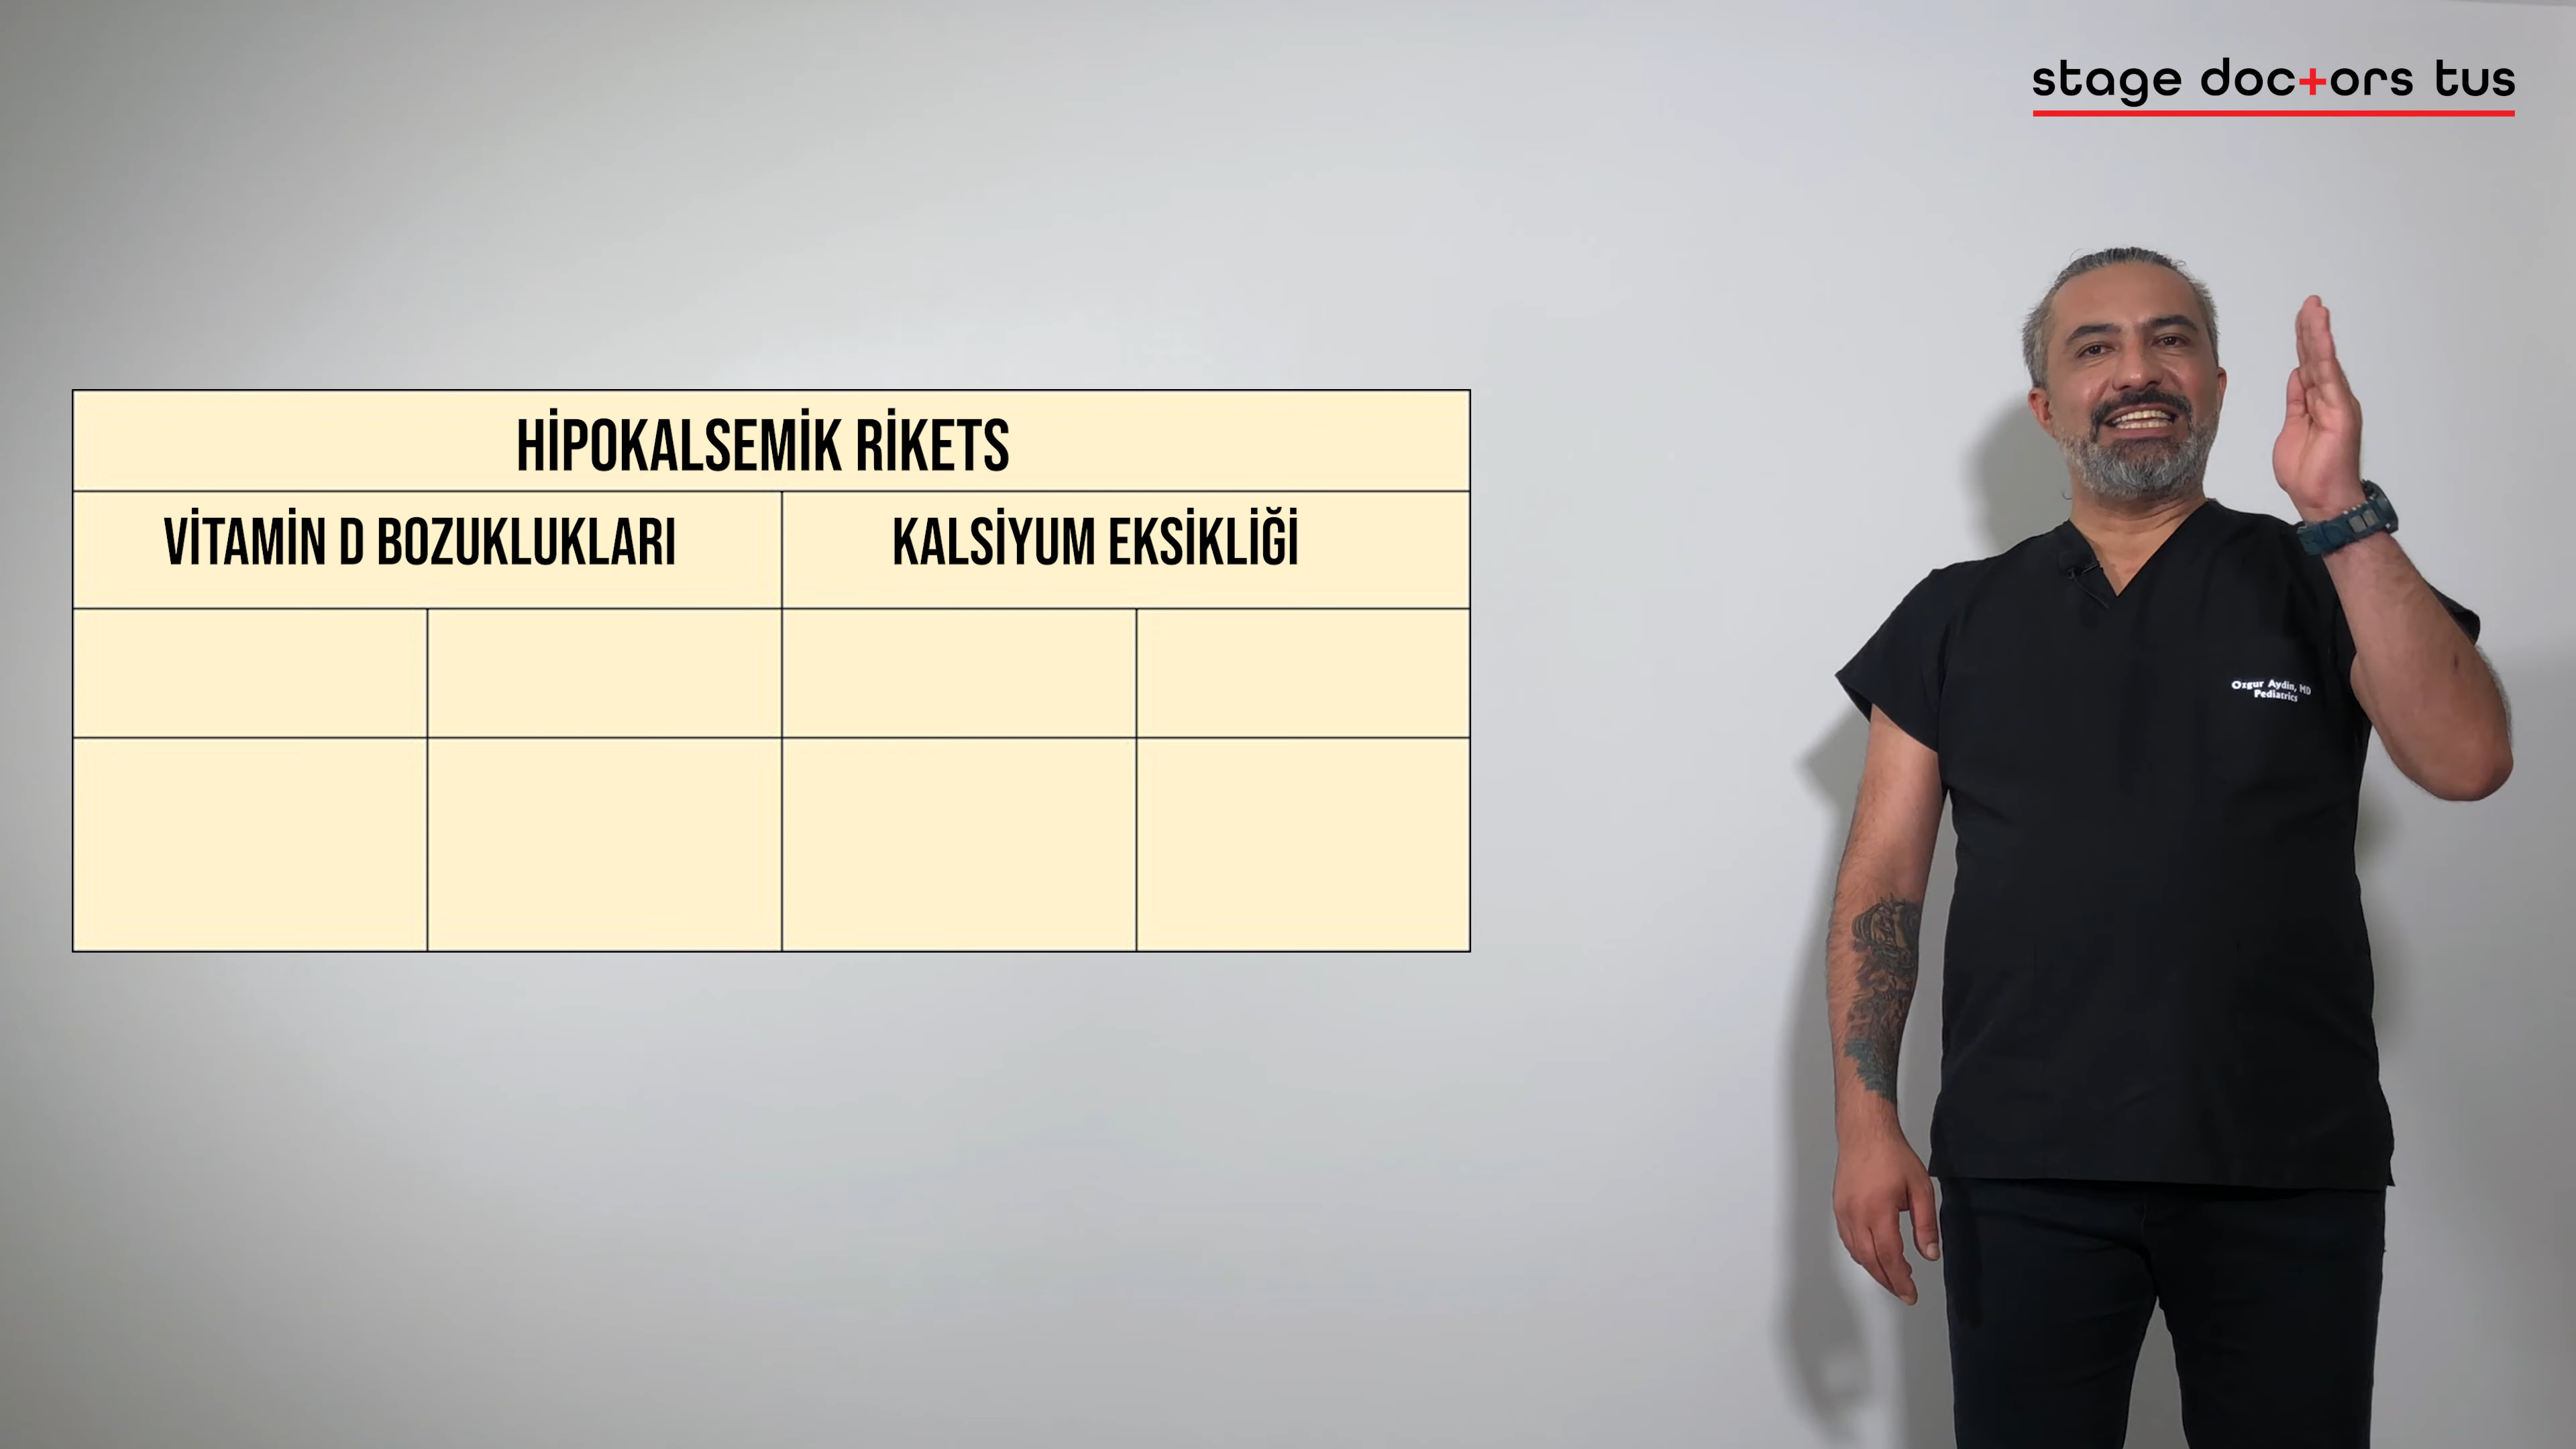 stage doctors tus
HİPOKALSEMİK RİKETS
VİTAMİN D BOZUKLUKLARI
KALSİYUM EKSİKLİĞİ
Ozgur Aydin, MD
Pediatrics